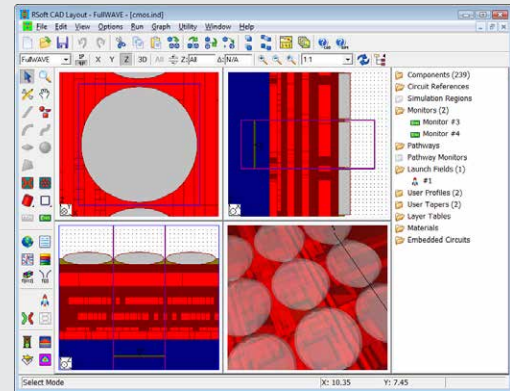 RSoft CAD Layout - FullWAVE - [cmos.ind]
File Edit View Options Run Graph Utility Window Help
FullWAVE X Y Z 3D All Z: All Δ: N/A 1:1
Components (239)
Circuit References
Simulation Regions
Monitors (2)
Monitor #3
Monitor #4
Pathways
Pathway Monitors
Launch Fields (1)
#1
User Profiles (2)
User Tapers (2)
Layer Tables
Materials
Embedded Circuits
Select Mode X: 10.35 Y: 7.45